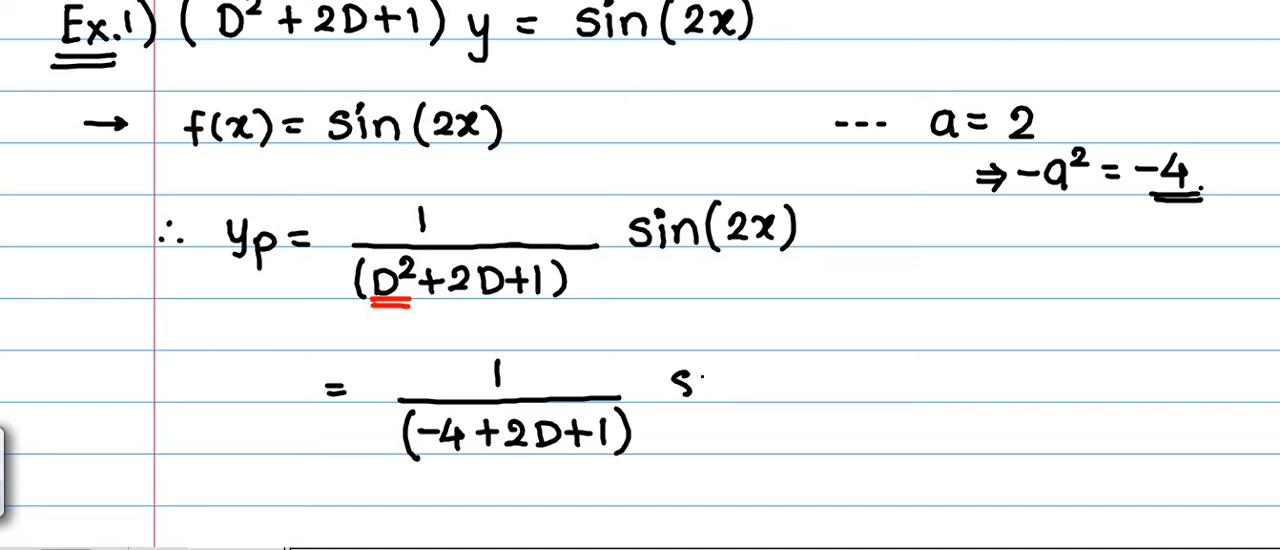 Ex.1) (D² + 2D+1) y = sin(2x)
→ f(x) = sin(2x) --- a = 2
⇒ -a² = -4.
∴ yp = 1/(D²+2D+1) sin(2x)
= 1/(-4+2D+1) s